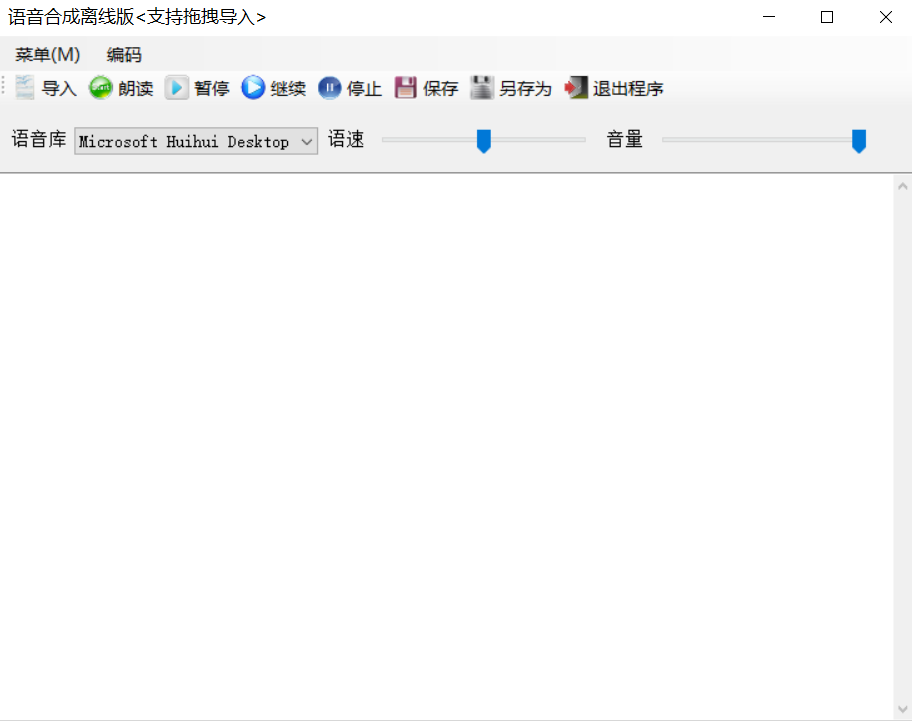 语音合成离线版<支持拖拽导入>
菜单(M) 编码
导入 朗读 暂停 继续 停止 保存 另存为 退出程序
语音库 Microsoft Huihui Desktop 语速 音量